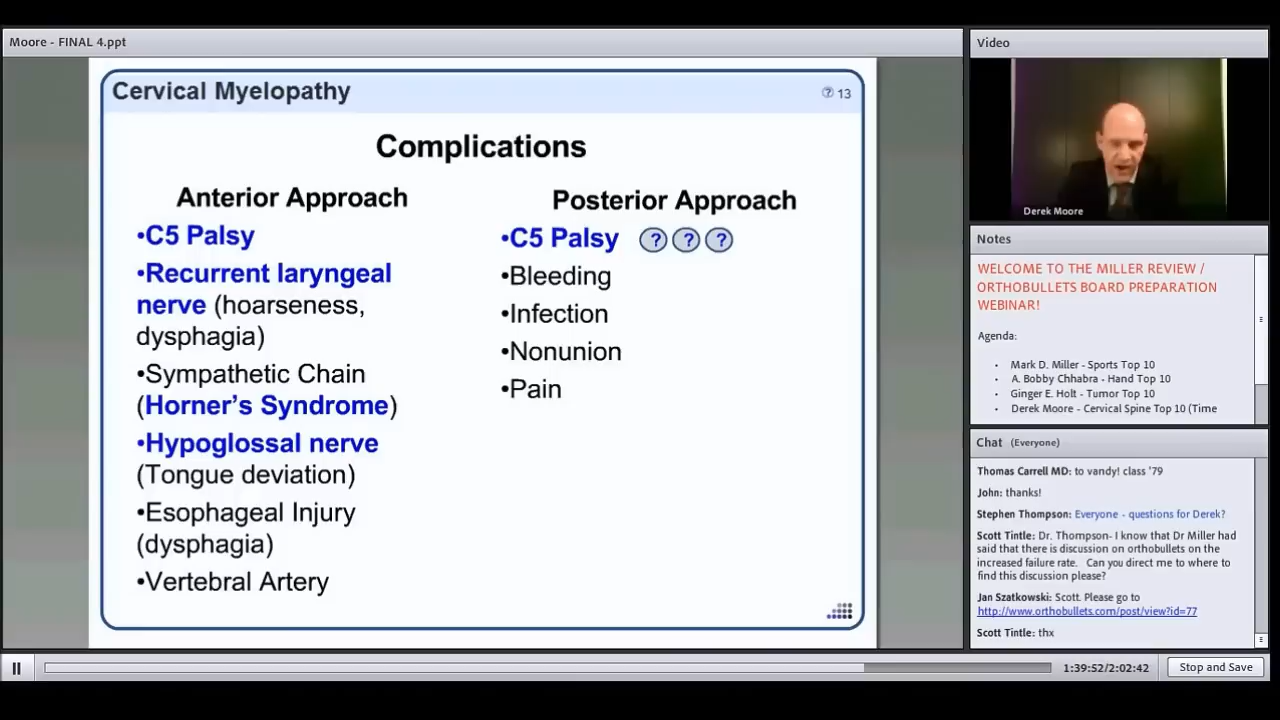 Moore - FINAL 4.ppt
Cervical Myelopathy
? 13
Complications
Anterior Approach
•C5 Palsy
•Recurrent laryngeal
nerve (hoarseness,
dysphagia)
•Sympathetic Chain
(Horner’s Syndrome)
•Hypoglossal nerve
(Tongue deviation)
•Esophageal Injury
(dysphagia)
•Vertebral Artery
Posterior Approach
•C5 Palsy ? ? ?
•Bleeding
•Infection
•Nonunion
•Pain
Video
Derek Moore
Notes
WELCOME TO THE MILLER REVIEW /
ORTHOBULLETS BOARD PREPARATION
WEBINAR!
Agenda:
• Mark D. Miller - Sports Top 10
• A. Bobby Chhabra - Hand Top 10
• Ginger E. Holt - Tumor Top 10
• Derek Moore - Cervical Spine Top 10 (Time
Chat (Everyone)
Thomas Carrell MD: to vandy! class '79
John: thanks!
Stephen Thompson: Everyone - questions for Derek?
Scott Tintle: Dr. Thompson- I know that Dr Miller had
said that there is discussion on orthobullets on the
increased failure rate. Can you direct me to where to
find this discussion please?
Jan Szatkowski: Scott. Please go to
http://www.orthobullets.com/post/view?id=77
Scott Tintle: thx
1:39:52/2:02:42
Stop and Save